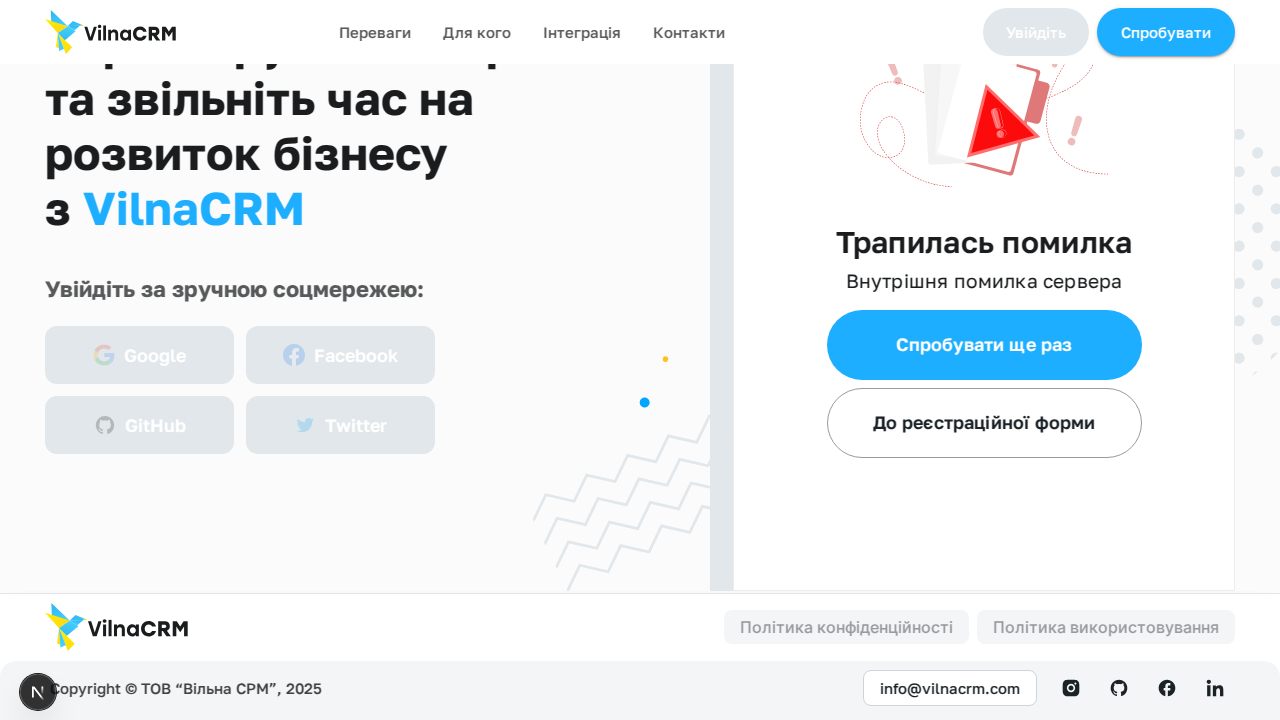 VilnaCRM
Переваги
Для кого
Інтеграція
Контакти
Увійдіть
Спробувати
та звільніть час на
розвиток бізнесу
з VilnaCRM
Увійдіть за зручною соцмережею:
Google
Facebook
GitHub
Twitter
Трапилась помилка
Внутрішня помилка сервера
Спробувати ще раз
До реєстраційної форми
VilnaCRM
Політика конфіденційності
Політика використовування
Copyright © ТОВ “Вільна СРМ”, 2025
info@vilnacrm.com